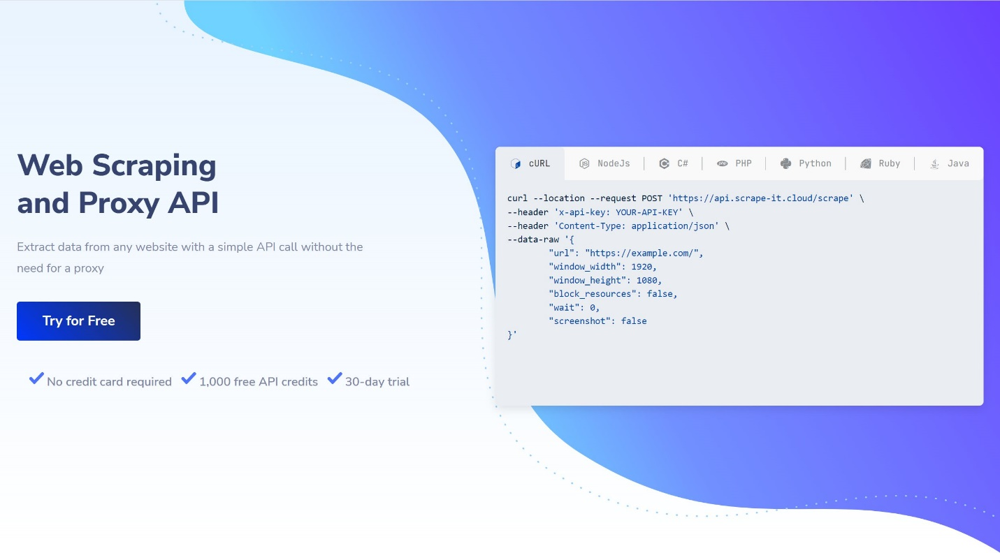 Web Scraping
and Proxy API
Extract data from any website with a simple API call without the
need for a proxy
Try for Free
No credit card required 1,000 free API credits 30-day trial
cURL NodeJs C# PHP Python Ruby Java
curl --location --request POST 'https://api.scrape-it.cloud/scrape' \
--header 'x-api-key: YOUR-API-KEY' \
--header 'Content-Type: application/json' \
--data-raw '{
"url": "https://example.com/",
"window_width": 1920,
"window_height": 1080,
"block_resources": false,
"wait": 0,
"screenshot": false
}'